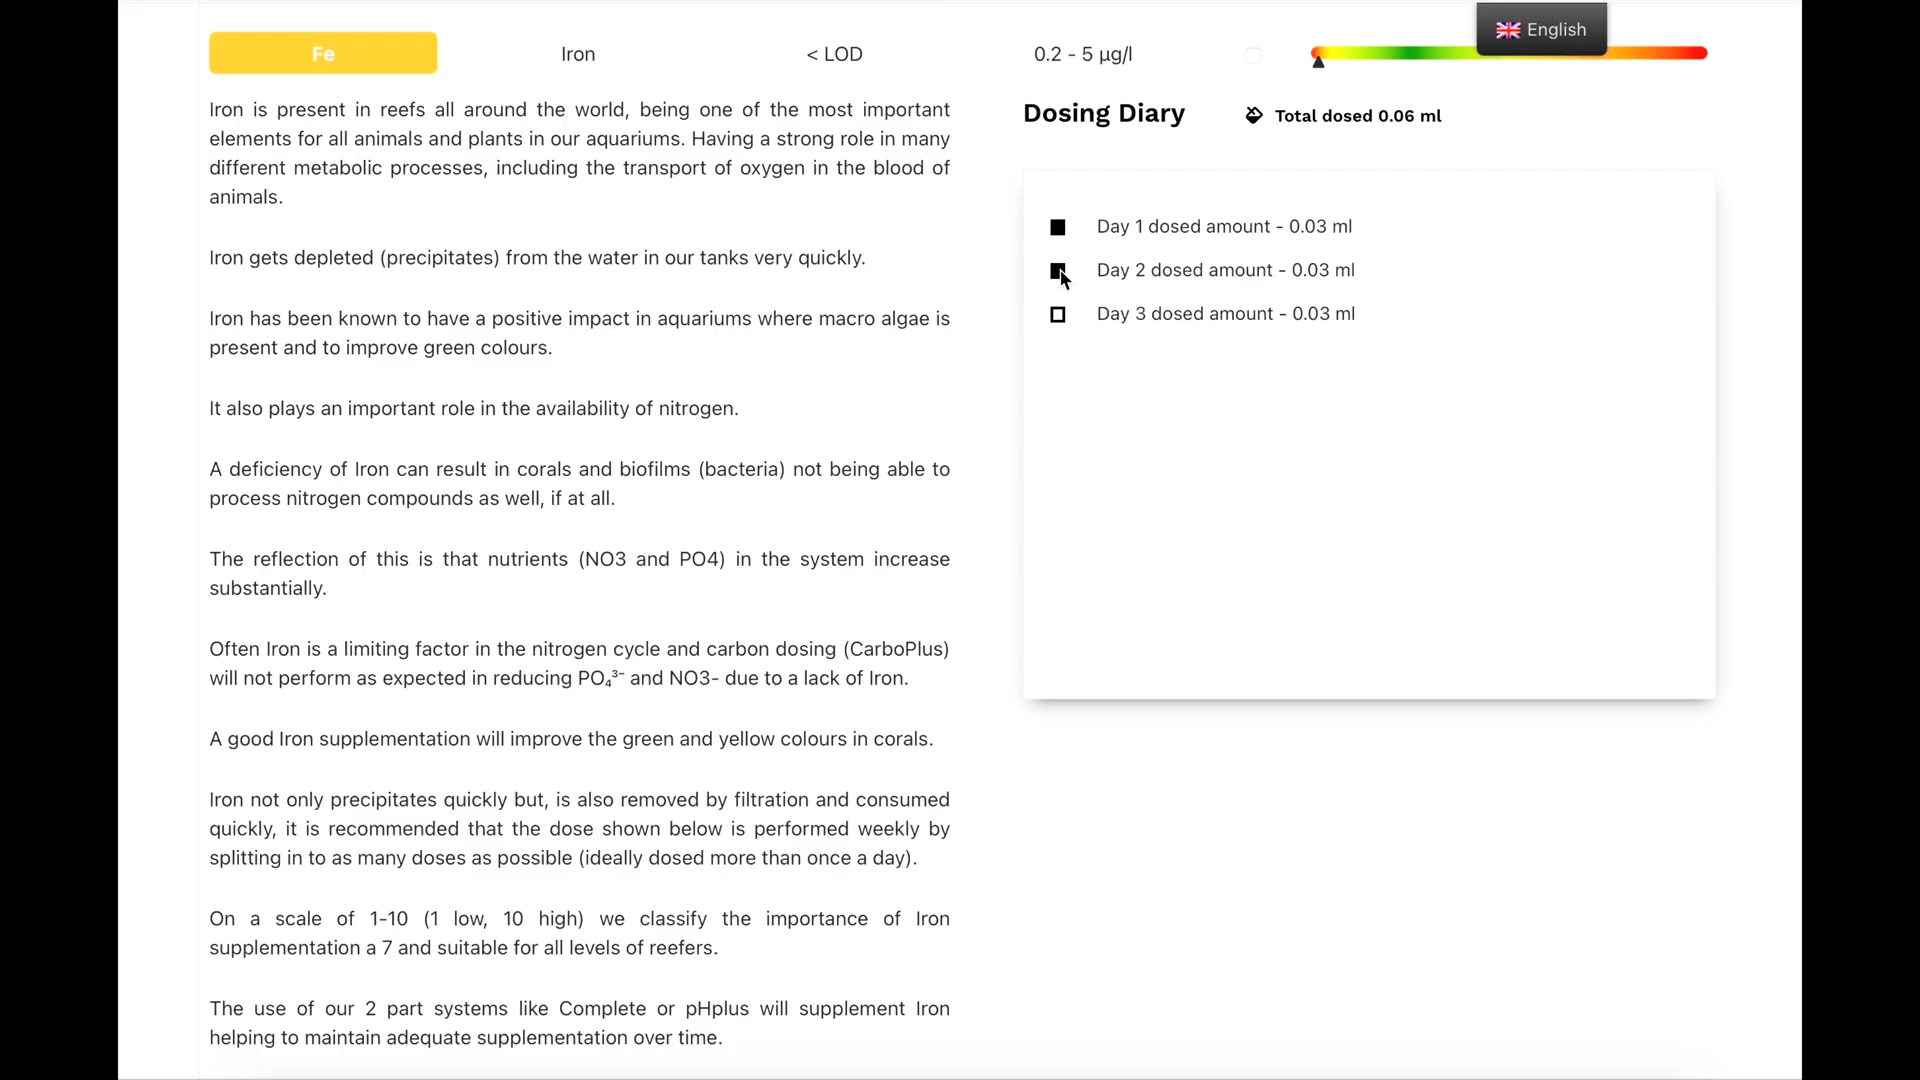 Fe Iron < LOD 0.2 - 5 µg/l English
Iron is present in reefs all around the world, being one of the most important
elements for all animals and plants in our aquariums. Having a strong role in many
different metabolic processes, including the transport of oxygen in the blood of
animals.
Iron gets depleted (precipitates) from the water in our tanks very quickly.
Iron has been known to have a positive impact in aquariums where macro algae is
present and to improve green colours.
It also plays an important role in the availability of nitrogen.
A deficiency of Iron can result in corals and biofilms (bacteria) not being able to
process nitrogen compounds as well, if at all.
The reflection of this is that nutrients (NO3 and PO4) in the system increase
substantially.
Often Iron is a limiting factor in the nitrogen cycle and carbon dosing (CarboPlus)
will not perform as expected in reducing PO₄³⁻ and NO3- due to a lack of Iron.
A good Iron supplementation will improve the green and yellow colours in corals.
Iron not only precipitates quickly but, is also removed by filtration and consumed
quickly, it is recommended that the dose shown below is performed weekly by
splitting in to as many doses as possible (ideally dosed more than once a day).
On a scale of 1-10 (1 low, 10 high) we classify the importance of Iron
supplementation a 7 and suitable for all levels of reefers.
The use of our 2 part systems like Complete or pHplus will supplement Iron
helping to maintain adequate supplementation over time.
Dosing Diary Total dosed 0.06 ml
Day 1 dosed amount - 0.03 ml
Day 2 dosed amount - 0.03 ml
Day 3 dosed amount - 0.03 ml